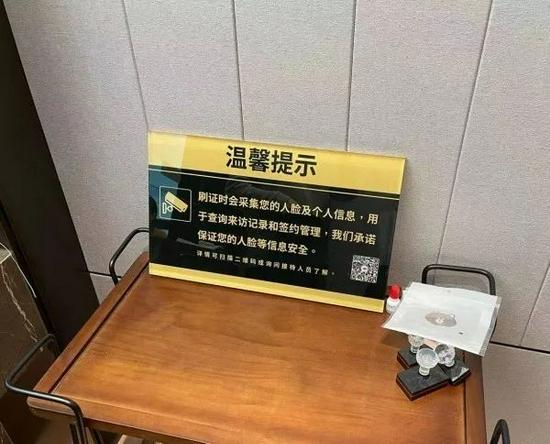 温馨提示
刷证时会采集您的人脸及个人信息，用
于查询来访记录和签约管理，我们承诺
保证您的人脸等信息安全。
详情可扫描二维码或询问接待人员了解。